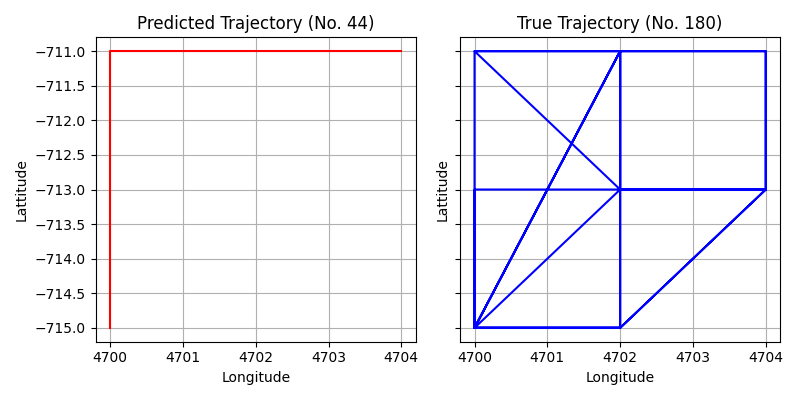 Predicted Trajectory (No. 44)
True Trajectory (No. 180)
Lattitude
−711.0
−711.5
−712.0
−712.5
−713.0
−713.5
−714.0
−714.5
−715.0
4700 4701 4702 4703 4704
Longitude
Lattitude
4700 4701 4702 4703 4704
Longitude